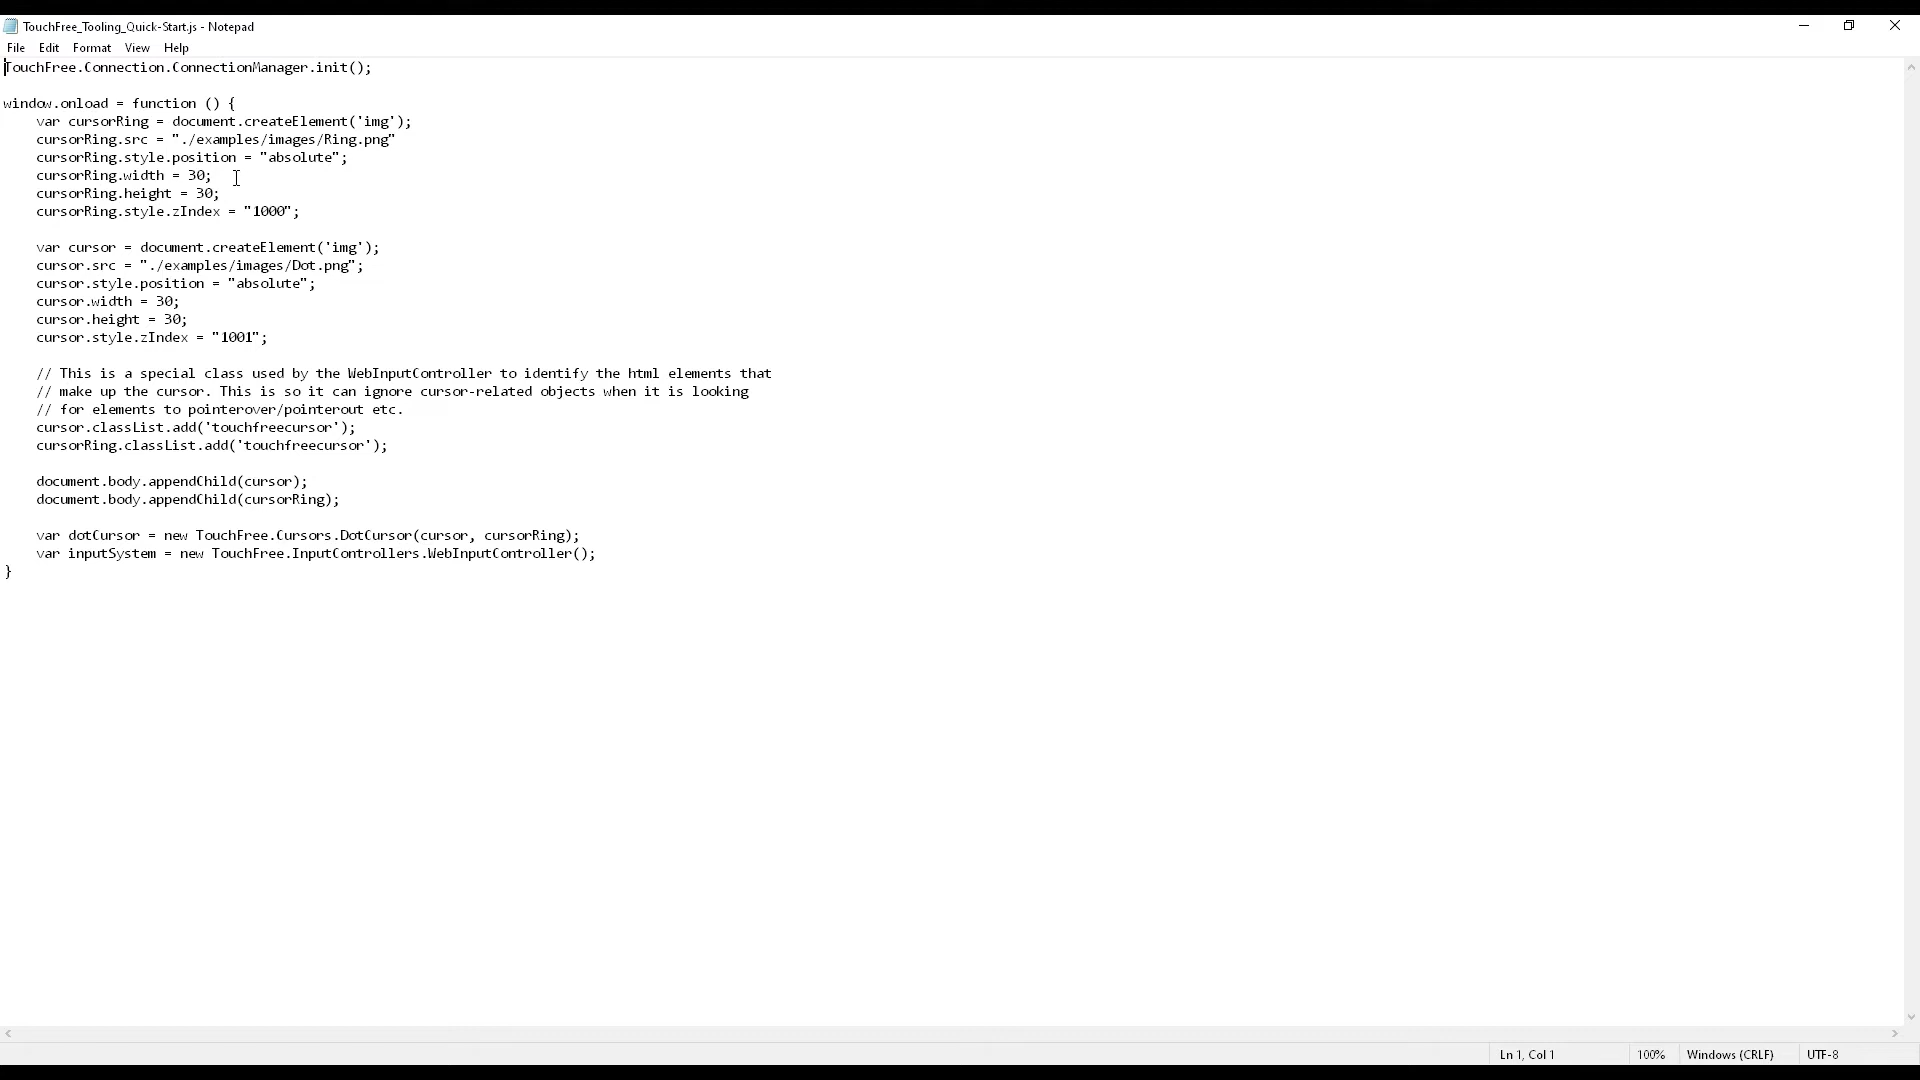 TouchFree_Tooling_Quick-Start.js - Notepad
File Edit Format View Help
TouchFree.Connection.ConnectionManager.init();
window.onload = function () {
    var cursorRing = document.createElement('img');
    cursorRing.src = "./examples/images/Ring.png"
    cursorRing.style.position = "absolute";
    cursorRing.width = 30;
    cursorRing.height = 30;
    cursorRing.style.zIndex = "1000";
    var cursor = document.createElement('img');
    cursor.src = "./examples/images/Dot.png";
    cursor.style.position = "absolute";
    cursor.width = 30;
    cursor.height = 30;
    cursor.style.zIndex = "1001";
    // This is a special class used by the WebInputController to identify the html elements that
    // make up the cursor. This is so it can ignore cursor-related objects when it is looking
    // for elements to pointerover/pointerout etc.
    cursor.classList.add('touchfreecursor');
    cursorRing.classList.add('touchfreecursor');
    document.body.appendChild(cursor);
    document.body.appendChild(cursorRing);
    var dotCursor = new TouchFree.Cursors.DotCursor(cursor, cursorRing);
    var inputSystem = new TouchFree.InputControllers.WebInputController();
}
Ln 1, Col 1 100% Windows (CRLF) UTF-8